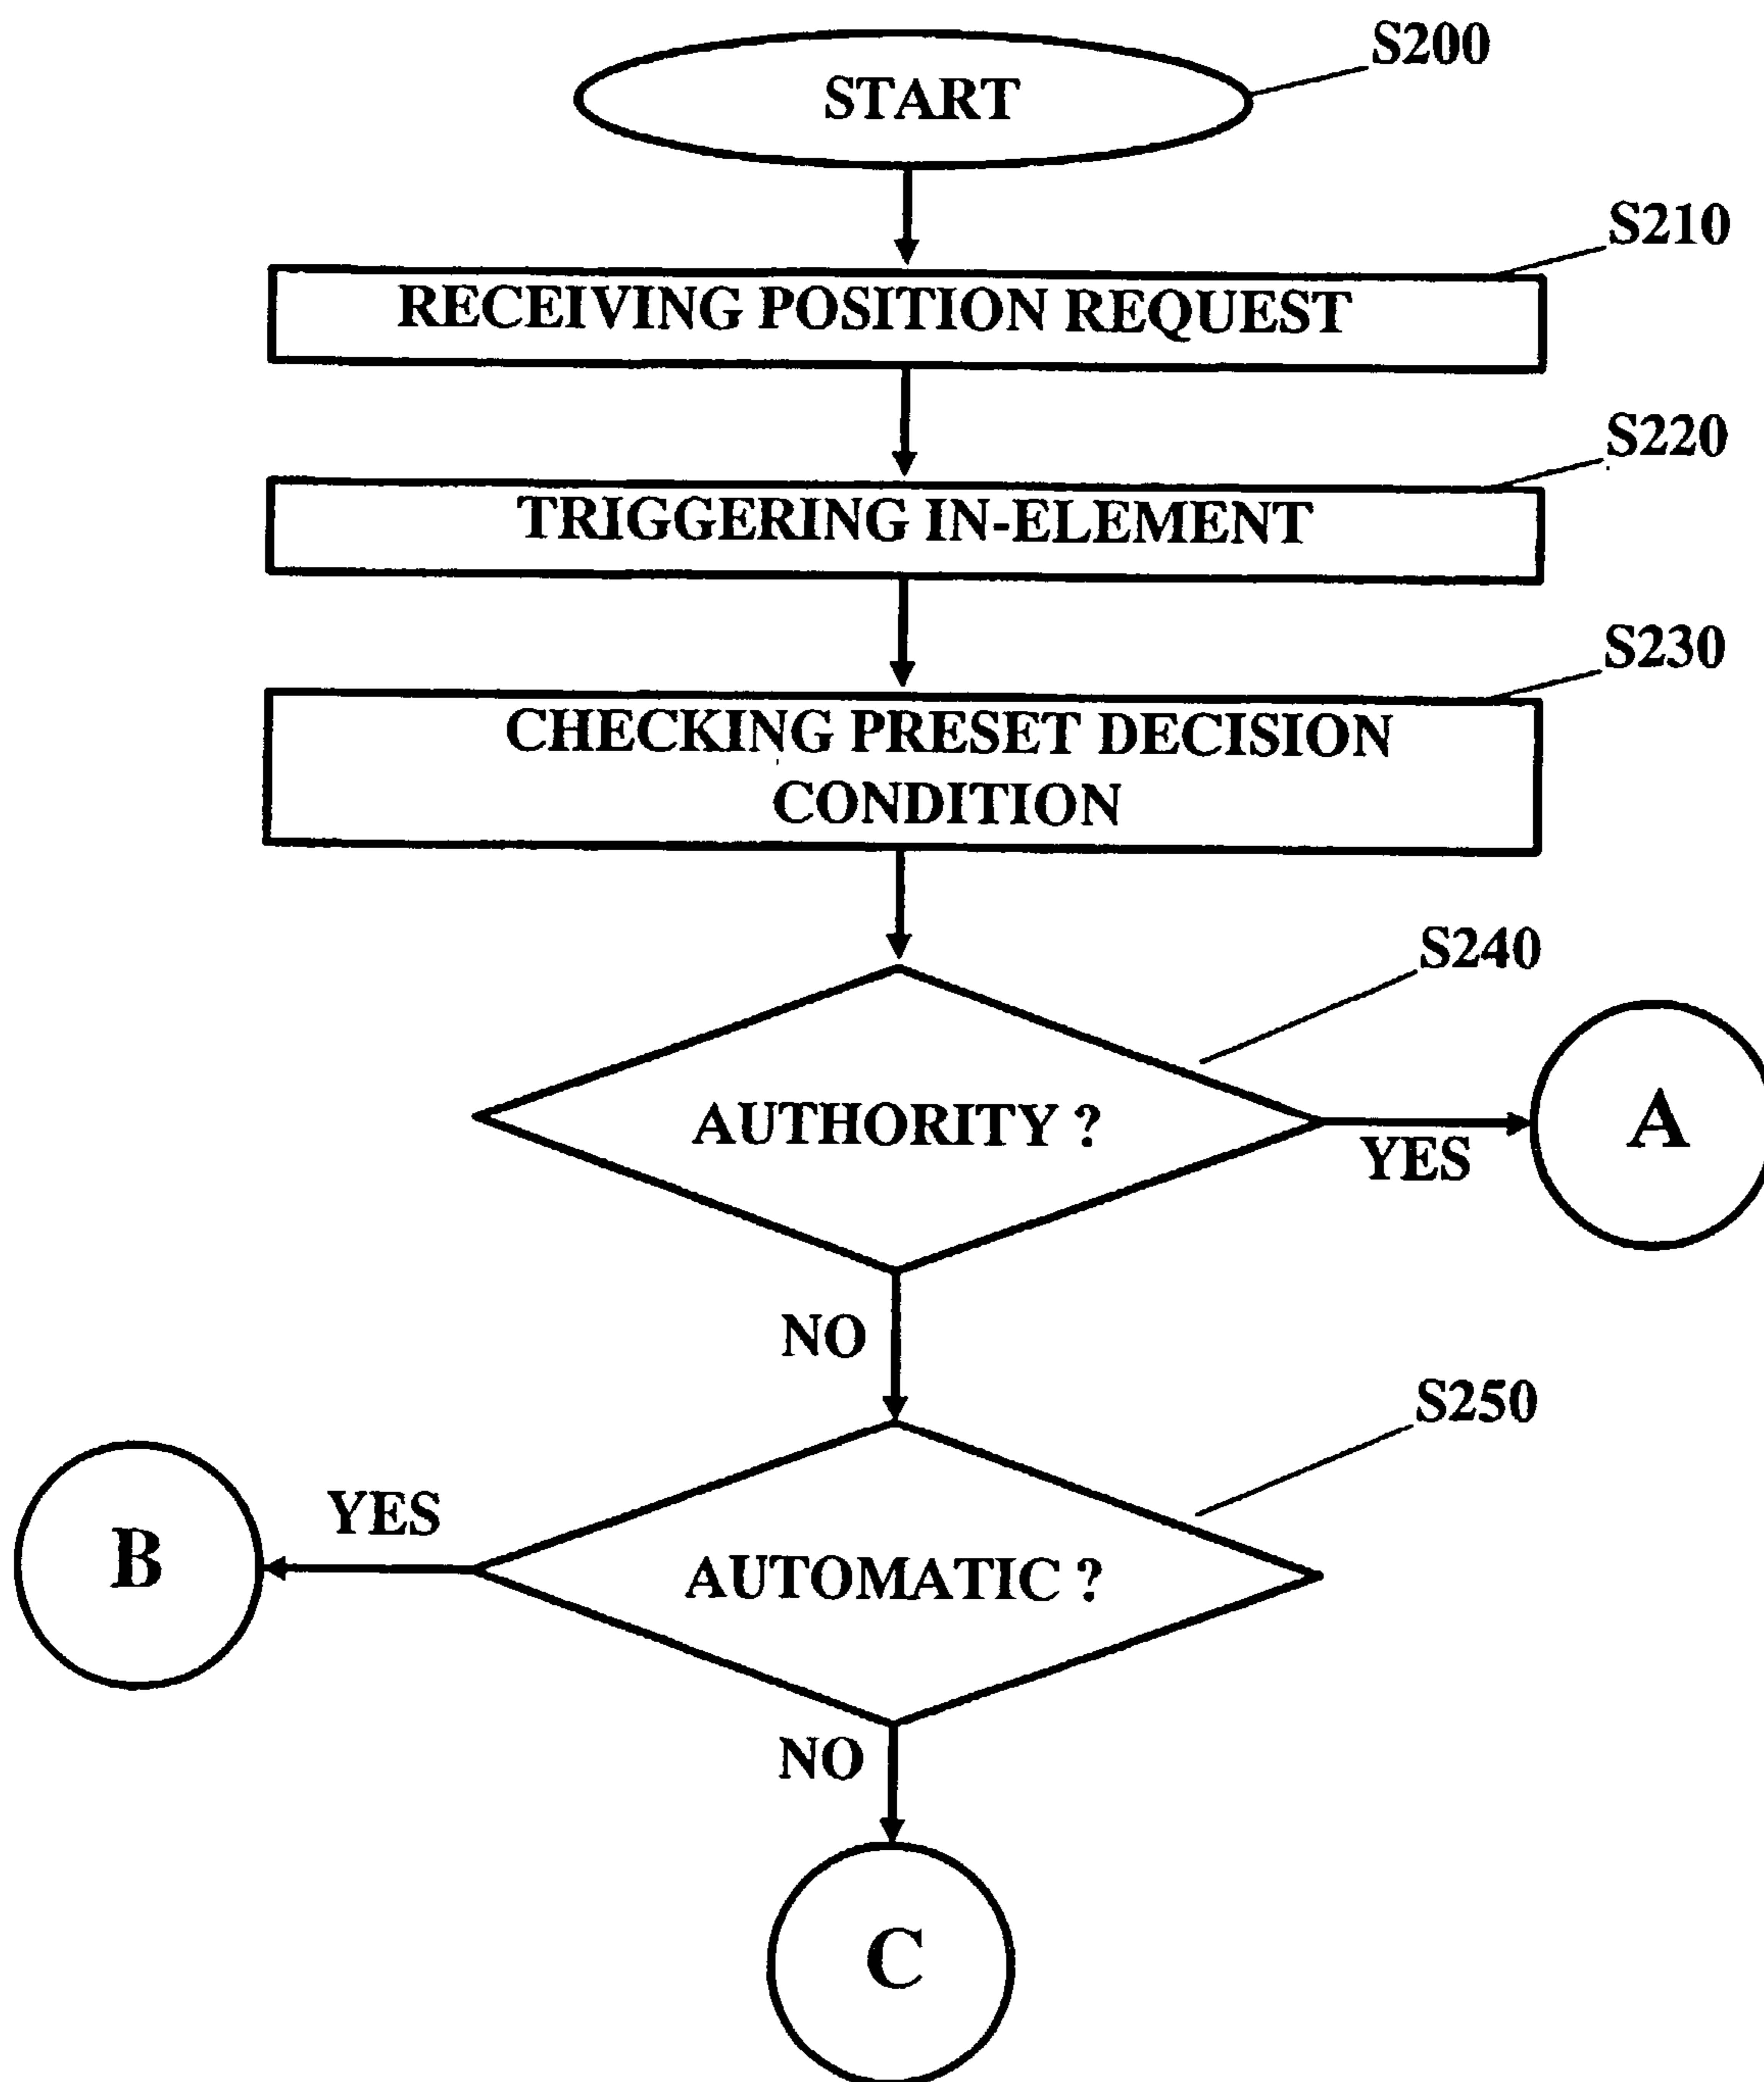 S200
START
S210
RECEIVING POSITION REQUEST
S220
TRIGGERING IN-ELEMENT
S230
CHECKING PRESET DECISION
CONDITION
S240
AUTHORITY ?
YES
A
NO
S250
AUTOMATIC ?
YES
B
NO
C